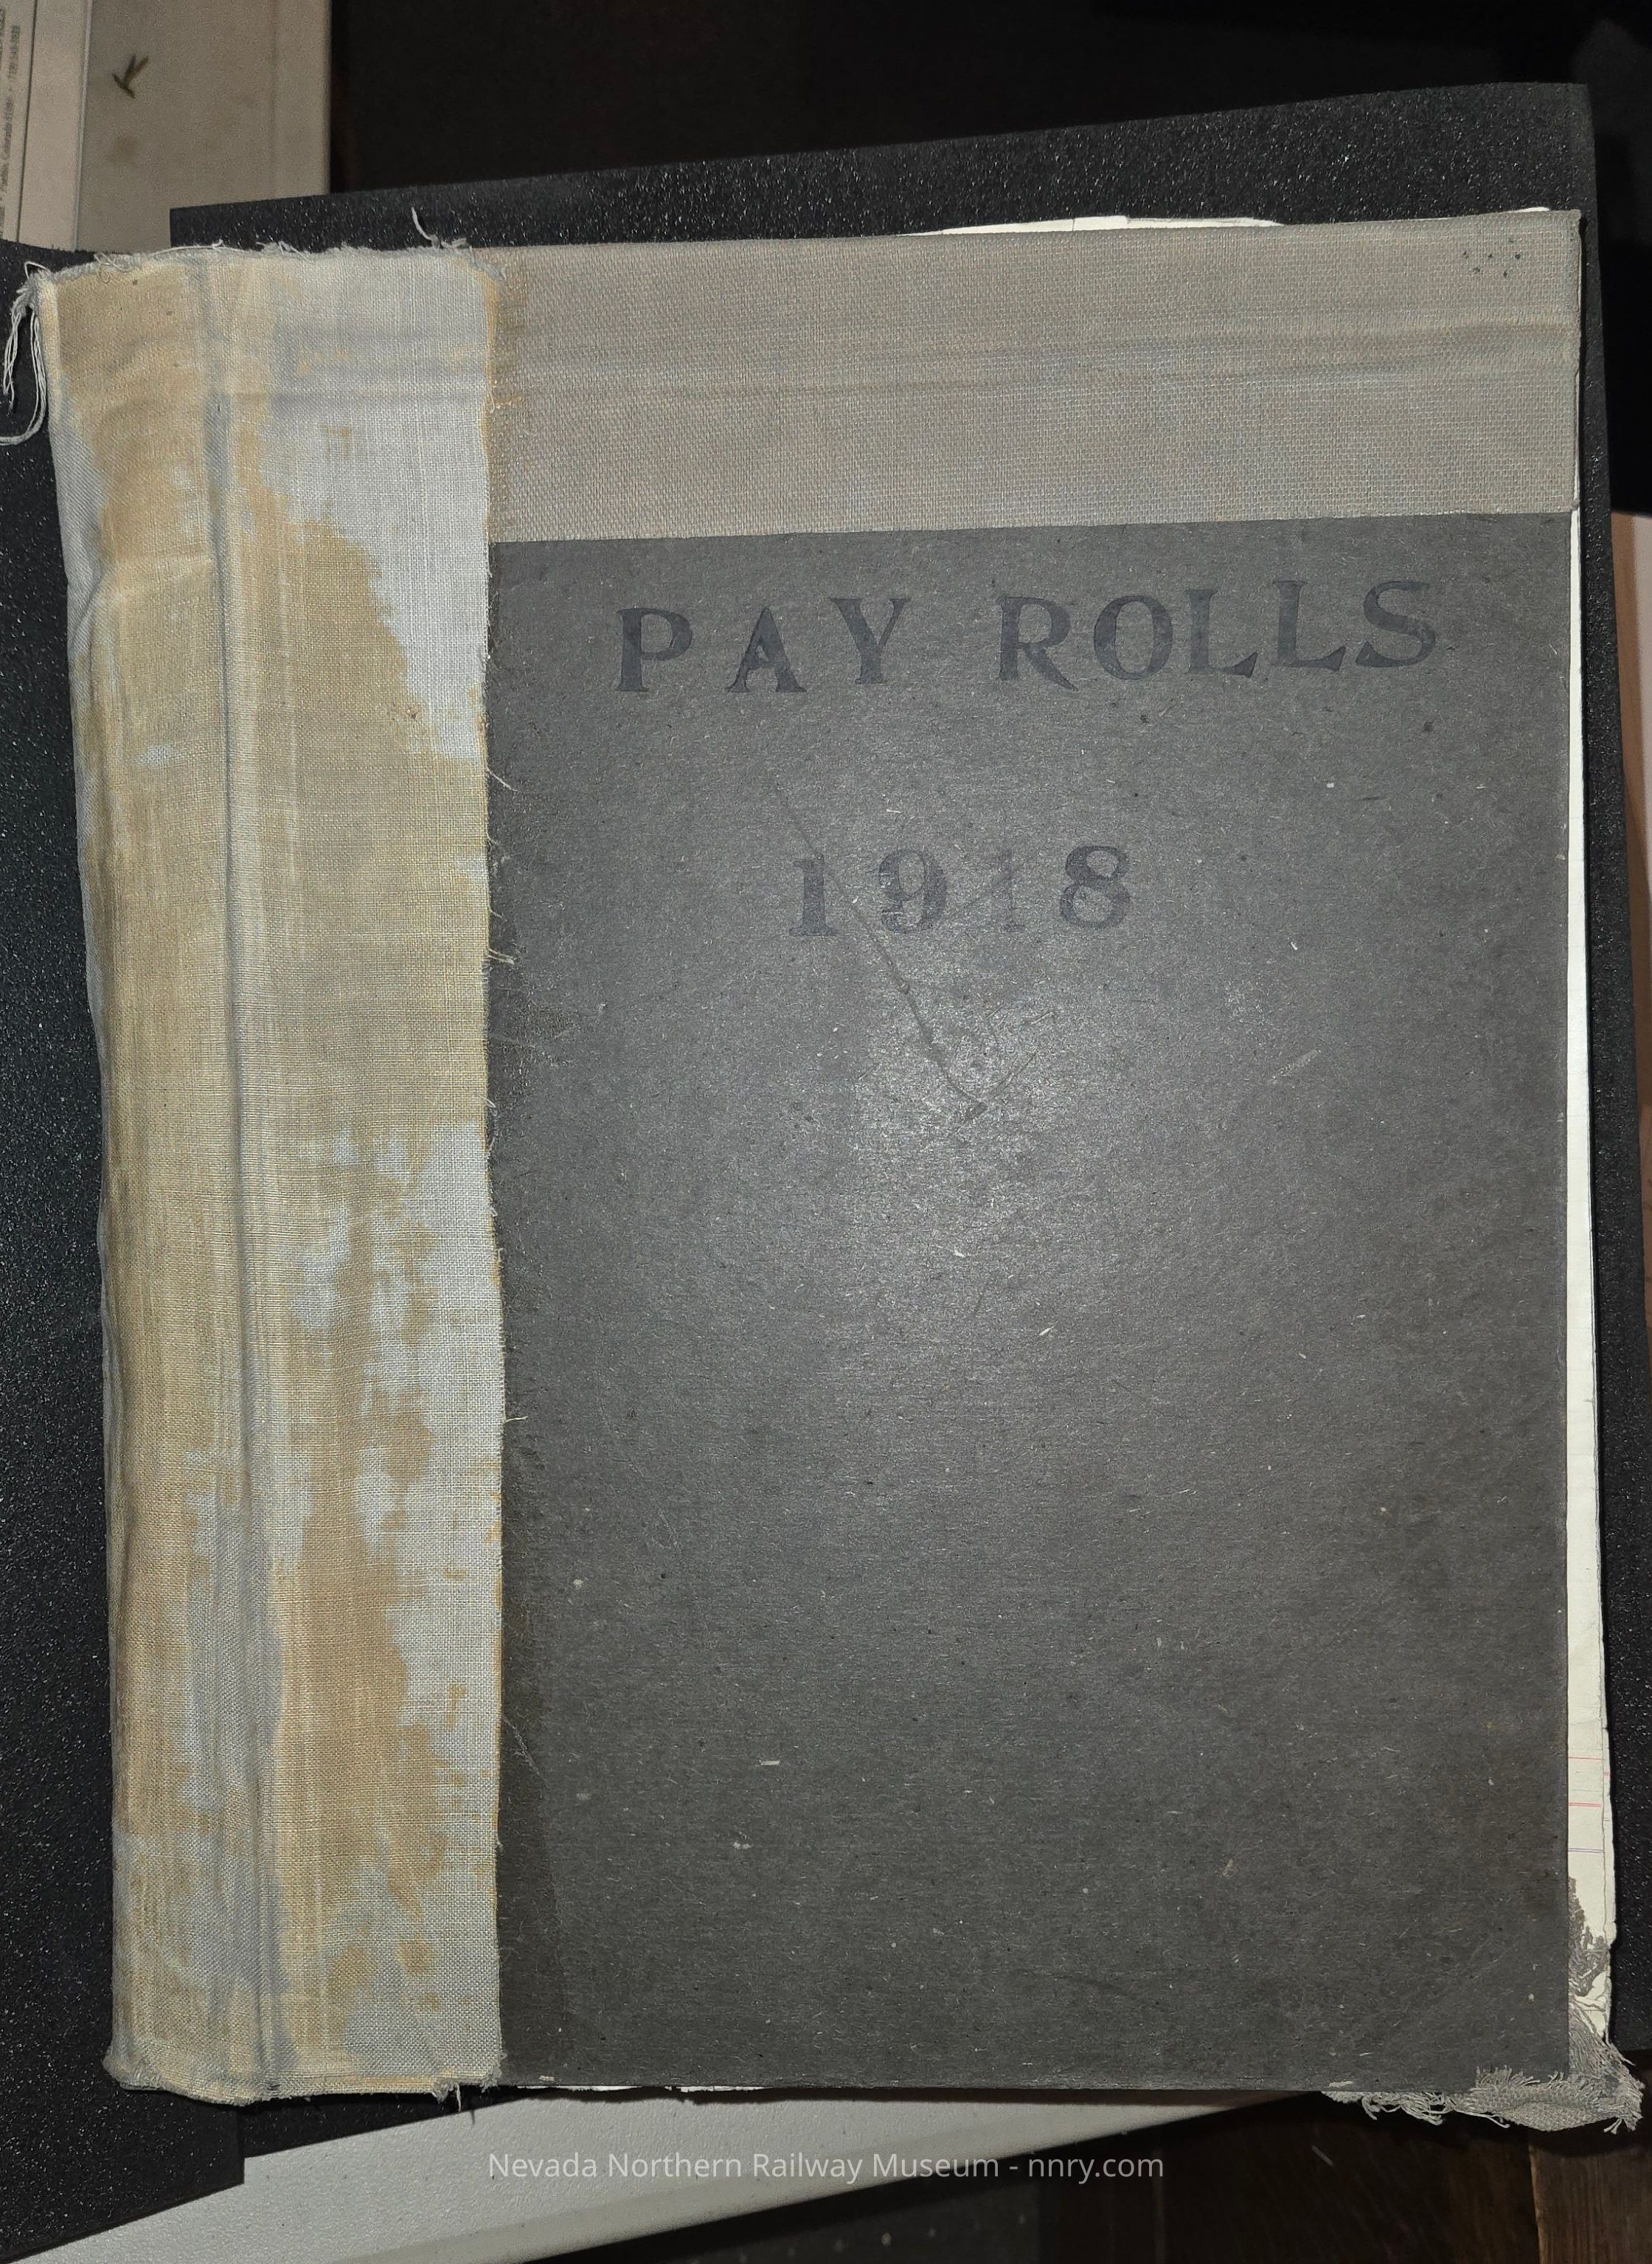 PAY ROLLS
1918
Nevada Northern Railway Museum - nnry.com